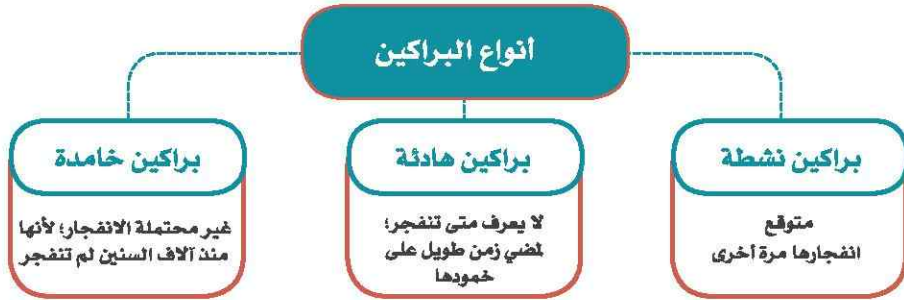 أنواع البراكين
براكين نشطة
متوقع
انفجارها مرة أخرى
براكين هادئة
لا يعرف متى تنفجر؛
لمضي زمن طويل على
خمودها
براكين خامدة
غير محتملة الانفجار؛ لأنها
منذ آلاف السنين لم تنفجر